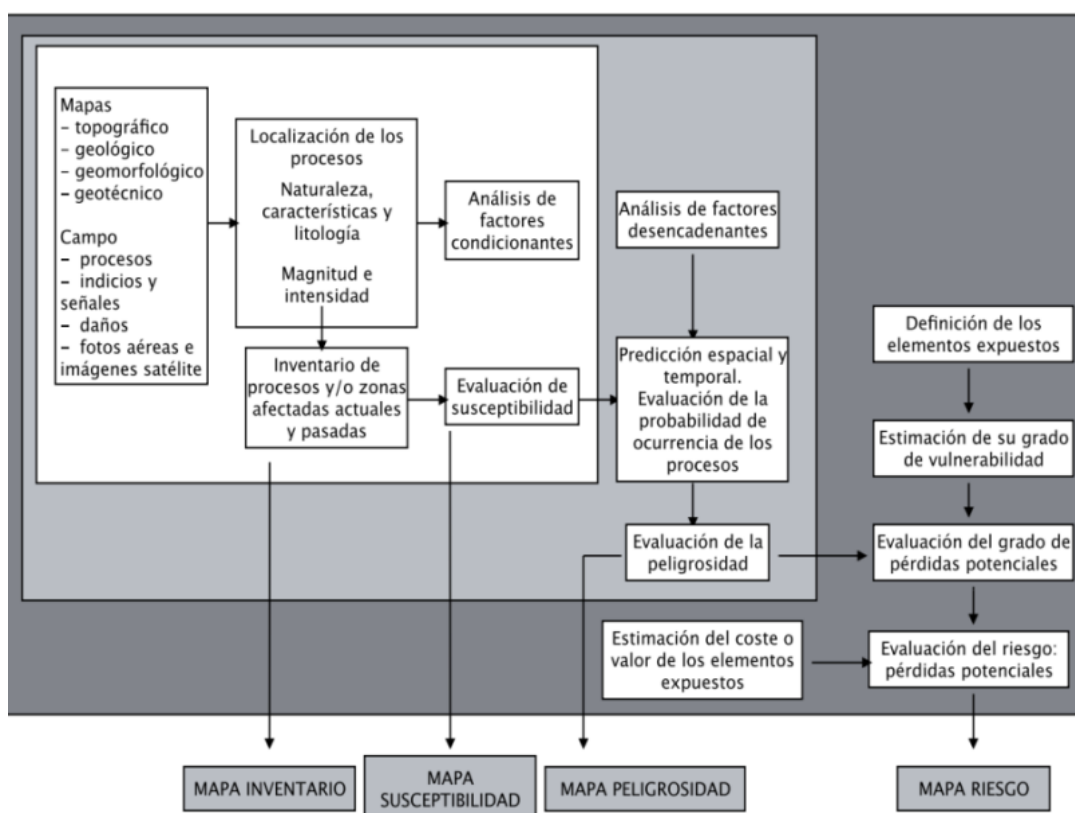 Mapas
– topográfico
– geológico
– geomorfológico
– geotécnico
Campo
– procesos
– indicios y
señales
– daños
– fotos aéreas e
imágenes satélite
Localización de los
procesos
Naturaleza,
características y
litología
Magnitud e
intensidad
Análisis de
factores
condicionantes
Inventario de
procesos y/o zonas
afectadas actuales
y pasadas
Evaluación de
susceptibilidad
Análisis de factores
desencadenantes
Predicción espacial y
temporal.
Evaluación de la
probabilidad de
ocurrencia de los
procesos
Evaluación de la
peligrosidad
Definición de los
elementos expuestos
Estimación de su grado
de vulnerabilidad
Evaluación del grado de
pérdidas potenciales
Estimación del coste o
valor de los elementos
expuestos
Evaluación del riesgo:
pérdidas potenciales
MAPA INVENTARIO
MAPA
SUSCEPTIBILIDAD
MAPA PELIGROSIDAD
MAPA RIESGO